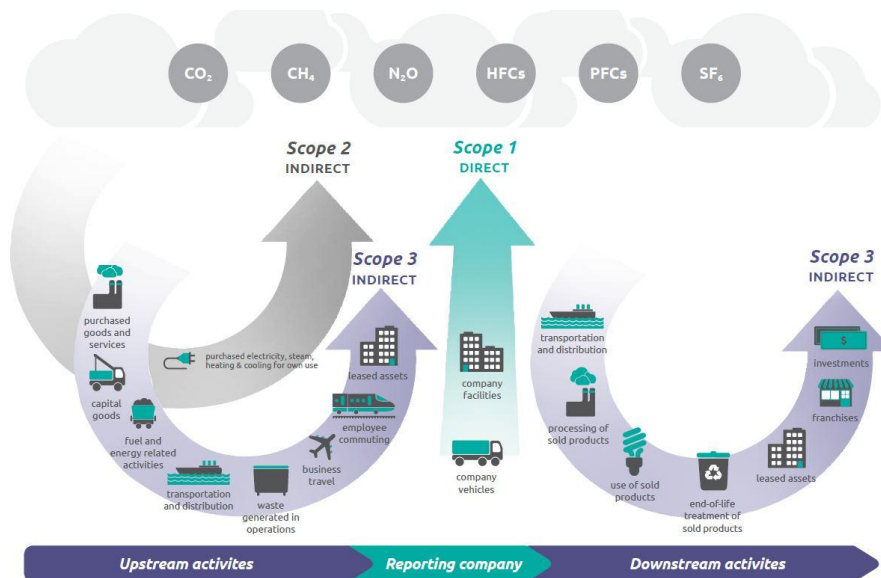 CO₂
CH₄
N₂O
HFCs
PFCs
SF₆
Scope 2
INDIRECT
Scope 1
DIRECT
Scope 3
INDIRECT
Scope 3
INDIRECT
purchased
goods and
services
capital
goods
fuel and
energy related
activities
transportation
and distribution
waste
generated in
operations
business
travel
employee
commuting
leased assets
purchased electricity, steam,
heating & cooling for own use
company
facilities
company
vehicles
transportation
and distribution
processing of
sold products
use of sold
products
end-of-life
treatment of
sold products
leased assets
franchises
$
investments
Upstream activites
Reporting company
Downstream activites